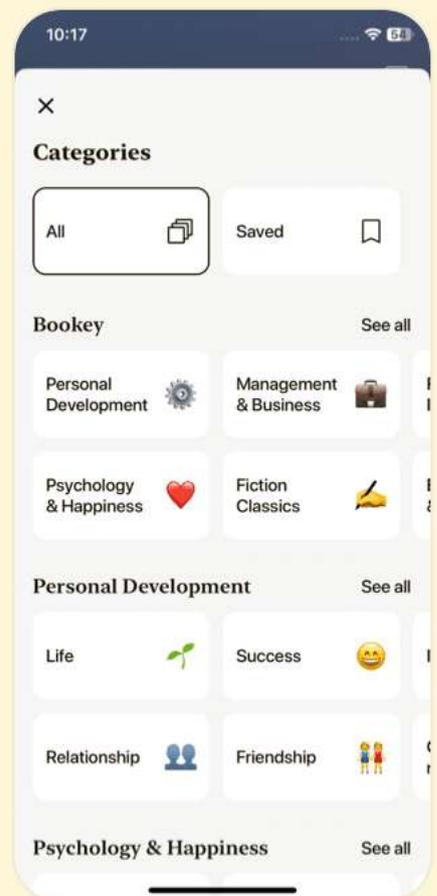 10:17
54
Categories
All
Saved
Bookey
See all
Personal
Development
Management
& Business
Psychology
& Happiness
Fiction
Classics
Personal Development
See all
Life
Success
Relationship
Friendship
Psychology & Happiness
See all